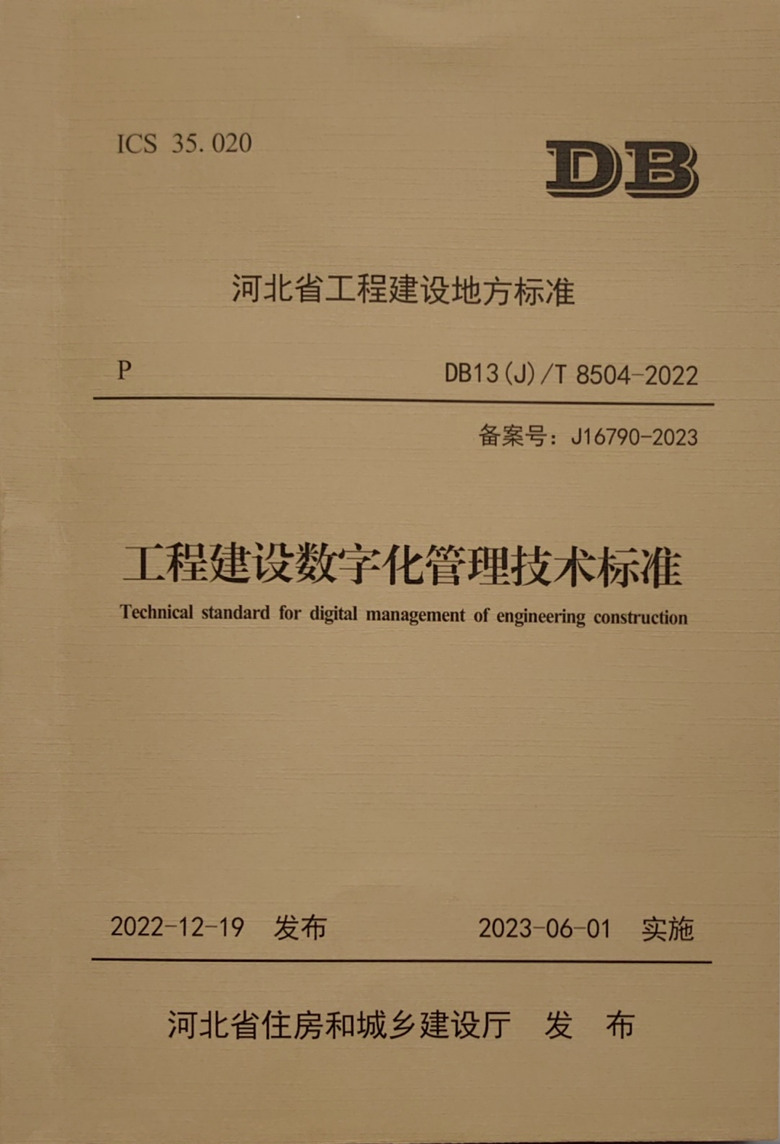 ICS 35.020
DB
河北省工程建设地方标准
P
DB13(J)/T 8504-2022
备案号：J16790-2023
工程建设数字化管理技术标准
Technical standard for digital management of engineering construction
2022-12-19 发布
2023-06-01 实施
河北省住房和城乡建设厅 发 布